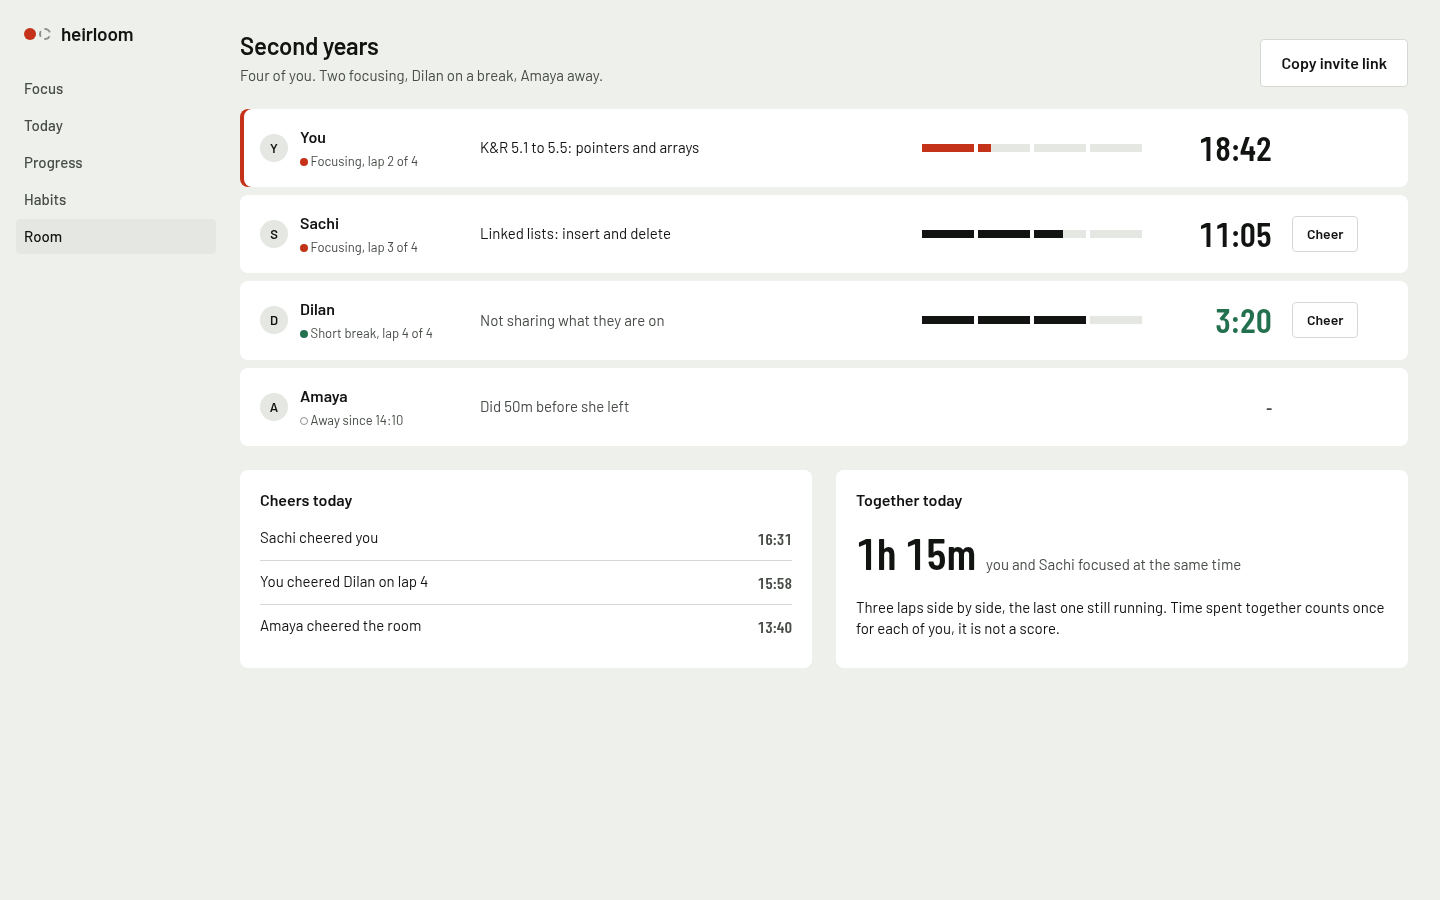 heirloom
Focus
Today
Progress
Habits
Room
Second years
Four of you. Two focusing, Dilan on a break, Amaya away.
Copy invite link
Y
You
Focusing, lap 2 of 4
K&R 5.1 to 5.5: pointers and arrays
18:42
S
Sachi
Focusing, lap 3 of 4
Linked lists: insert and delete
11:05
Cheer
D
Dilan
Short break, lap 4 of 4
Not sharing what they are on
3:20
Cheer
A
Amaya
Away since 14:10
Did 50m before she left
-
Cheers today
Sachi cheered you
16:31
You cheered Dilan on lap 4
15:58
Amaya cheered the room
13:40
Together today
1h 15m you and Sachi focused at the same time
Three laps side by side, the last one still running. Time spent together counts once
for each of you, it is not a score.